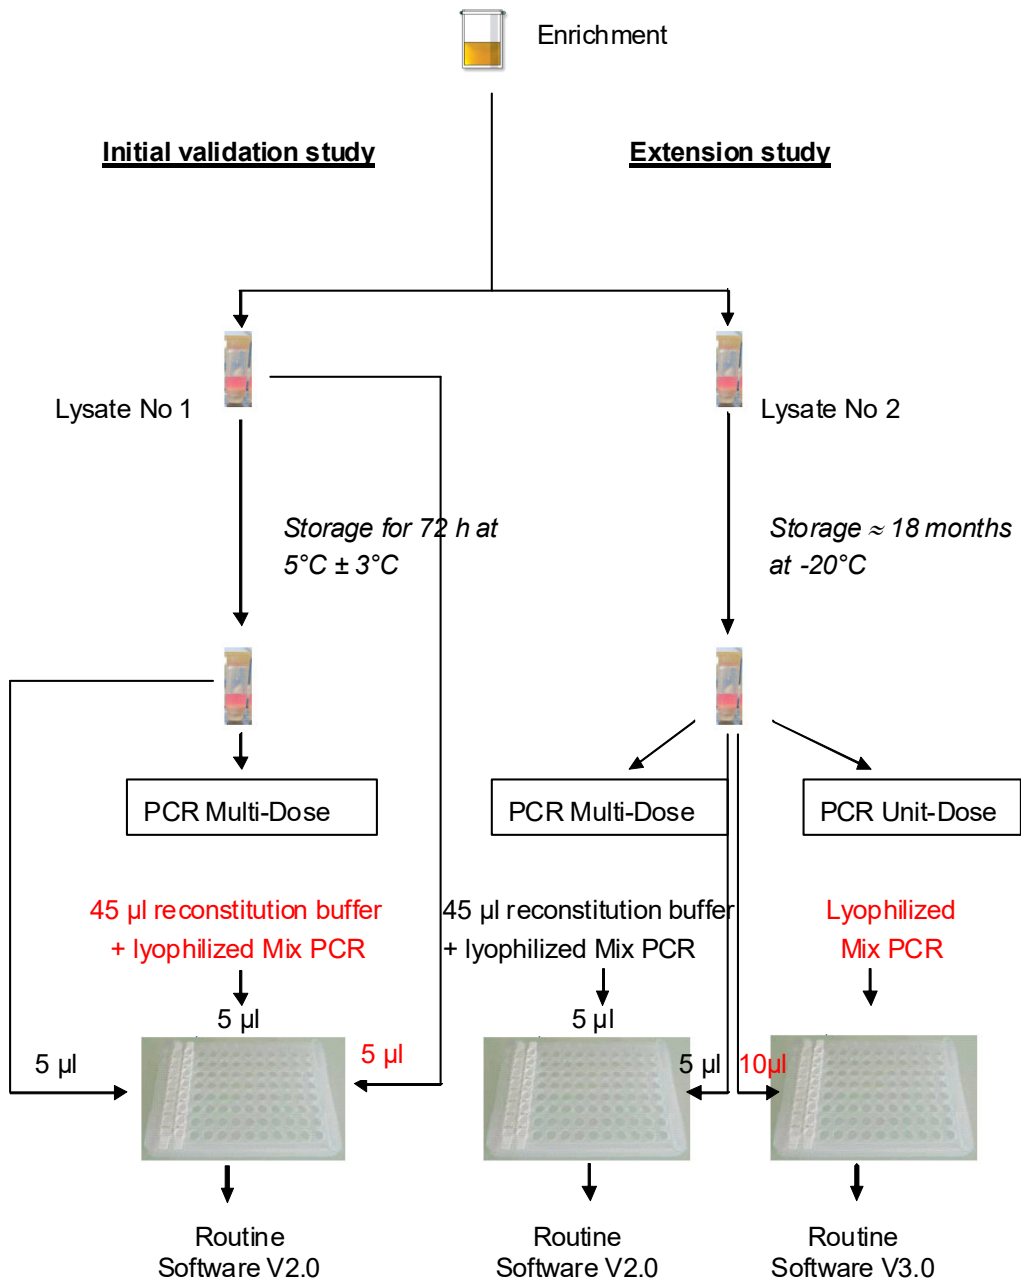 Enrichment
Initial validation study
Extension study
Lysate No 1
Lysate No 2
Storage for 72 h at
5°C ± 3°C
Storage ≈ 18 months
at -20°C
PCR Multi-Dose
PCR Multi-Dose
PCR Unit-Dose
45 µl reconstitution buffer
+ lyophilized Mix PCR
45 µl reconstitution buffer
+ lyophilized Mix PCR
Lyophilized
Mix PCR
5 µl
5 µl
5 µl
5 µl
5 µl
10µl
Routine
Software V2.0
Routine
Software V2.0
Routine
Software V3.0